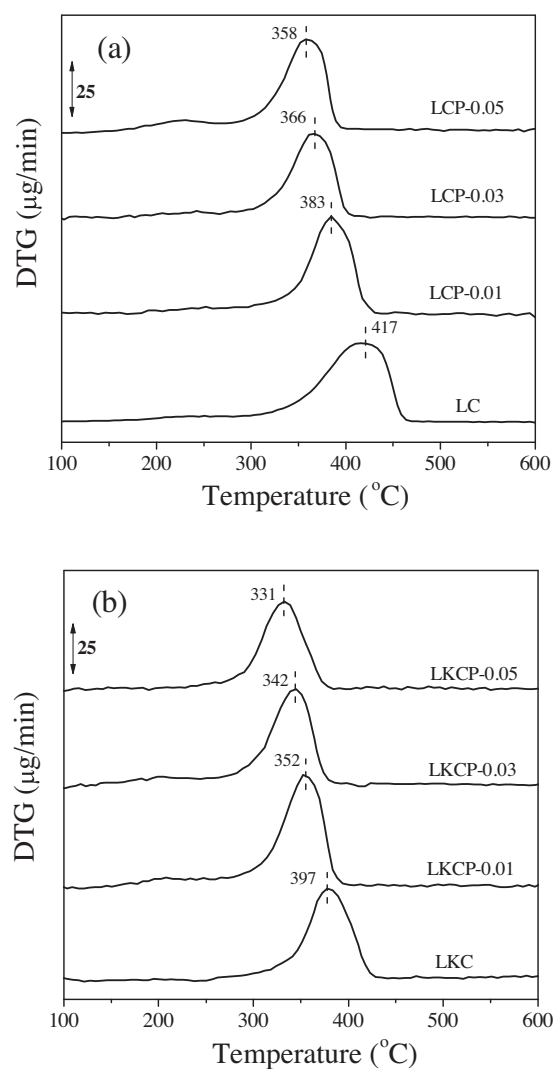 (a)
358
25
LCP-0.05
366
LCP-0.03
383
LCP-0.01
417
LC
DTG (μg/min)
100 200 300 400 500 600
Temperature (°C)
(b)
331
25
LKCP-0.05
342
LKCP-0.03
352
LKCP-0.01
397
LKC
DTG (μg/min)
100 200 300 400 500 600
Temperature (°C)